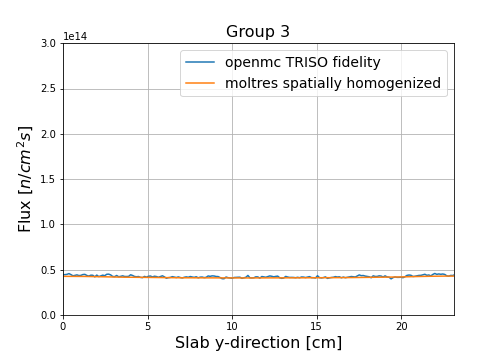 Group 3
1e14
3.0
2.5
2.0
1.5
1.0
0.5
0.0
openmc TRISO fidelity
moltres spatially homogenized
Flux [n/cm²s]
0 5 10 15 20
Slab y-direction [cm]